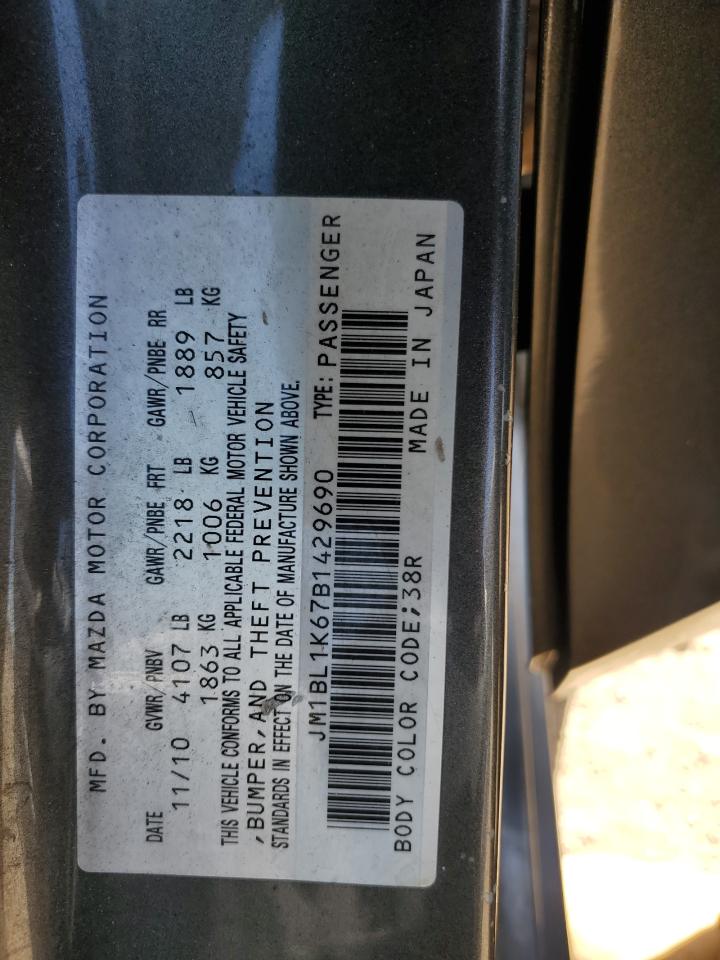 MFD. BY MAZDA MOTOR CORPORATION
DATE GVWR/PNBV GAWR/PNBE FRT GAWR/PNBE RR
11/10 4107 LB 2218 LB 1889 LB
1863 KG 1006 KG 857 KG
THIS VEHICLE CONFORMS TO ALL APPLICABLE FEDERAL MOTOR VEHICLE SAFETY
,BUMPER,AND THEFT PREVENTION
STANDARDS IN EFFECT ON THE DATE OF MANUFACTURE SHOWN ABOVE.
JM1BL1K67B1429690 TYPE: PASSENGER
BODY COLOR CODE;38R MADE IN JAPAN